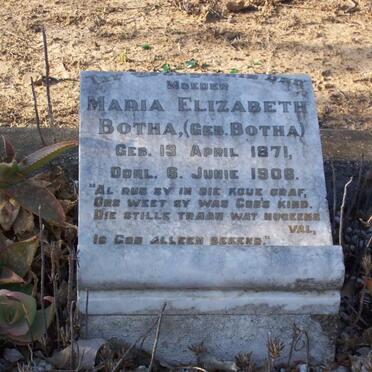 MOEDER
MARIA ELIZABETH
BOTHA, (GEB. BOTHA)
GEB. 13 APRIL 1871,
OORL. 6. JUNIE 1908.
"AL RUS SY IN DIE KOUE GRAF,
ONS WEET SY WAS GOD'S KIND.
DIE STILLE TRAAN WAT NOGEENS
VAL,
IS GOD ALLEEN BEKEND."